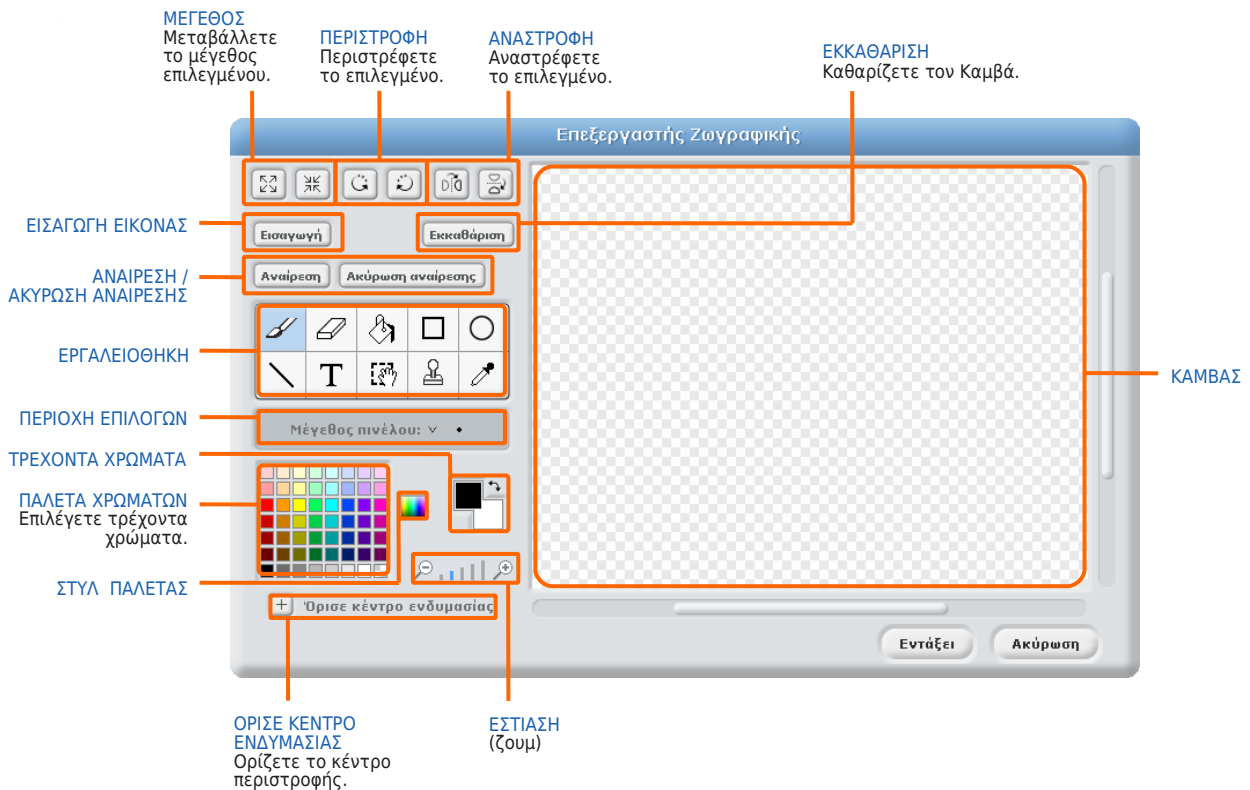 ΜΕΓΕΘΟΣ
Μεταβάλλετε
το μέγεθος
επιλεγμένου.
ΠΕΡΙΣΤΡΟΦΗ
Περιστρέφετε
το επιλεγμένο.
ΑΝΑΣΤΡΟΦΗ
Αναστρέφετε
το επιλεγμένο.
ΕΚΚΑΘΑΡΙΣΗ
Καθαρίζετε τον Καμβά.
Επεξεργαστής Ζωγραφικής
ΕΙΣΑΓΩΓΗ ΕΙΚΟΝΑΣ
Εισαγωγή
Εκκαθάριση
ΑΝΑΙΡΕΣΗ /
ΑΚΥΡΩΣΗ ΑΝΑΙΡΕΣΗΣ
Αναίρεση
Ακύρωση αναίρεσης
ΕΡΓΑΛΕΙΟΘΗΚΗ
T
ΚΑΜΒΑΣ
ΠΕΡΙΟΧΗ ΕΠΙΛΟΓΩΝ
Μέγεθος πινέλου:
ΤΡΕΧΟΝΤΑ ΧΡΩΜΑΤΑ
ΠΑΛΕΤΑ ΧΡΩΜΑΤΩΝ
Επιλέγετε τρέχοντα
χρώματα.
ΣΤΥΛ ΠΑΛΕΤΑΣ
Όρισε κέντρο ενδυμασίας
Εντάξει
Ακύρωση
ΟΡΙΣΕ ΚΕΝΤΡΟ
ΕΝΔΥΜΑΣΙΑΣ
Ορίζετε το κέντρο
περιστροφής.
ΕΣΤΙΑΣΗ
(ζουμ)